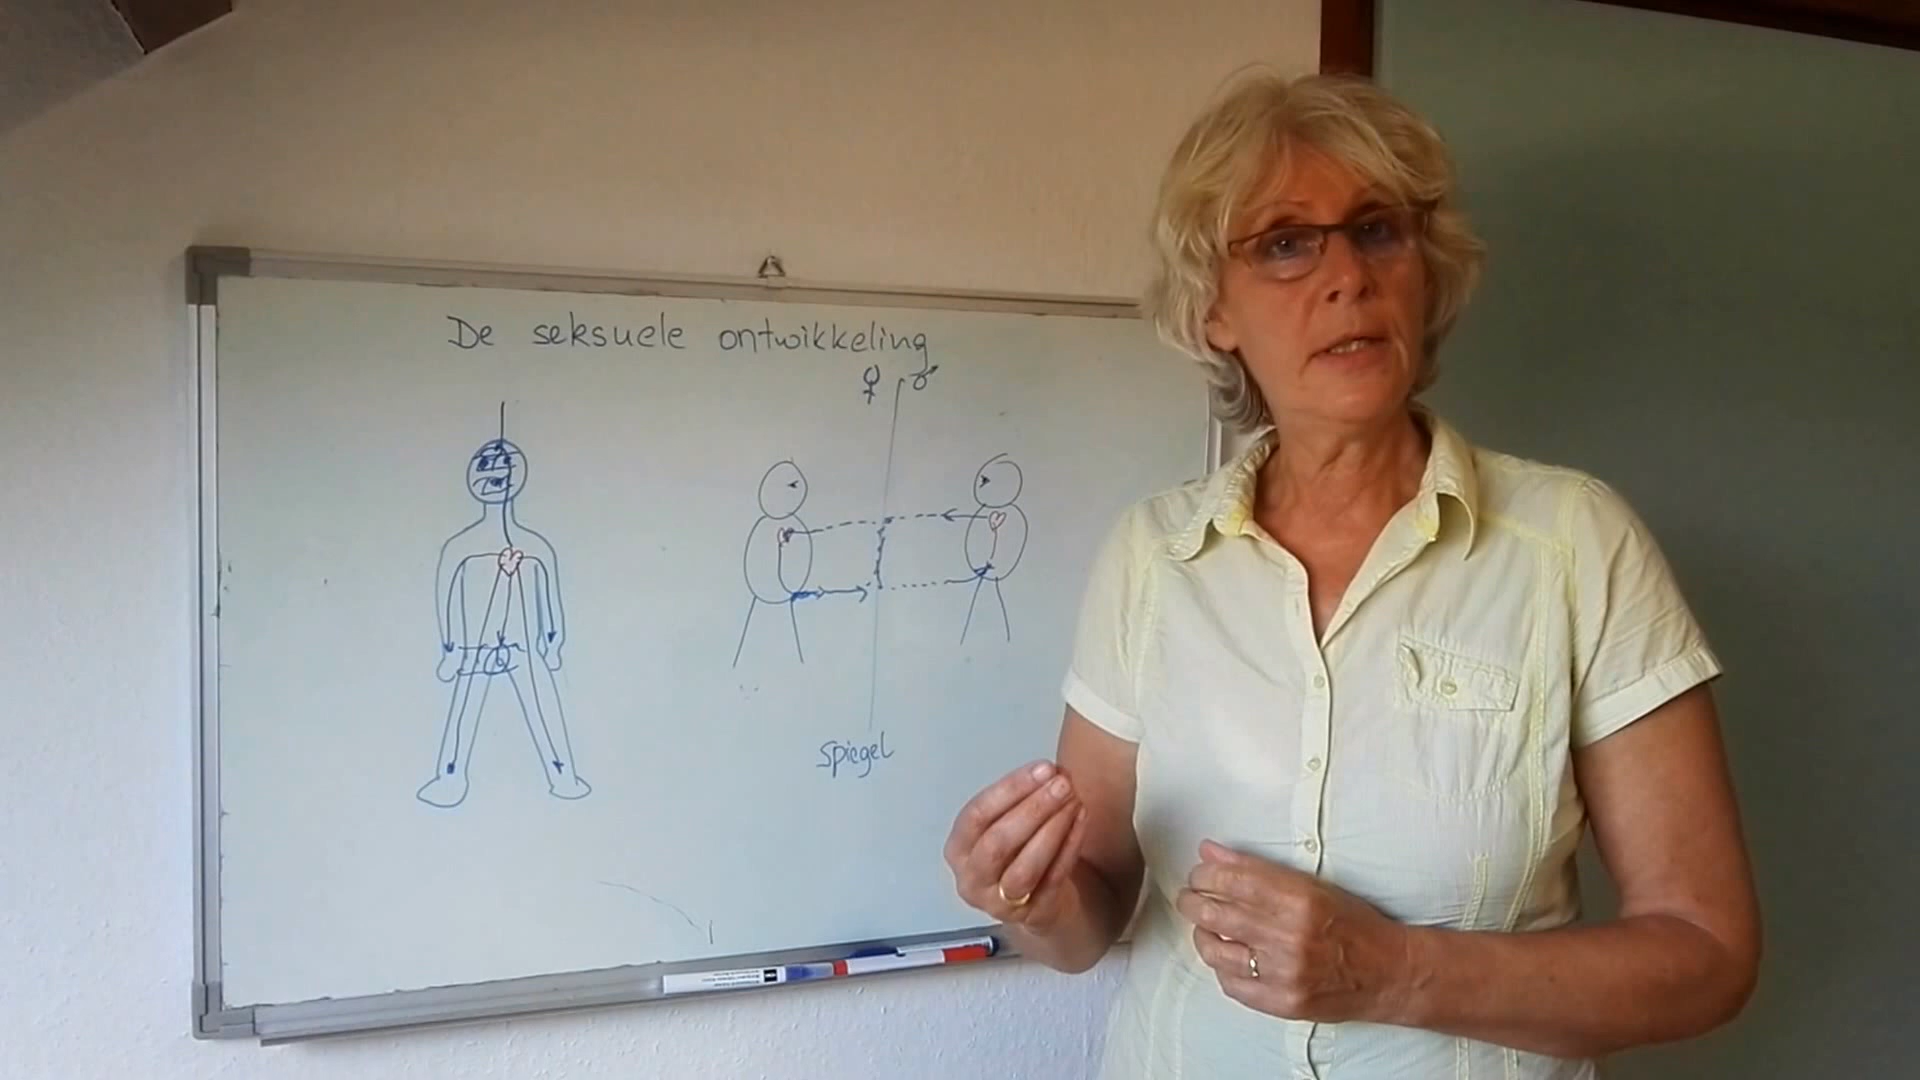 De seksuele ontwikkeling
♀ ♂
Spiegel